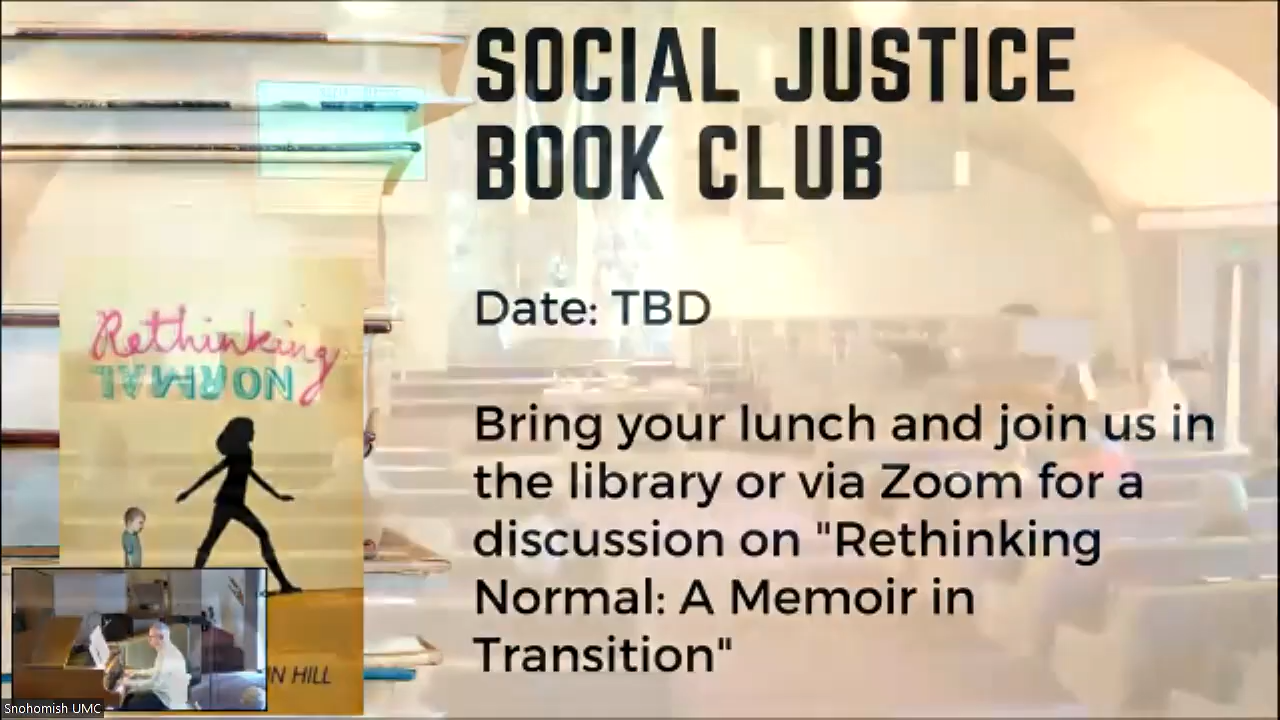 SOCIAL JUSTICE
BOOK CLUB
Date: TBD
Bring your lunch and join us in
the library or via Zoom for a
discussion on "Rethinking
Normal: A Memoir in
Transition"
Rethinking
NORMAL
IN HILL
Snohomish UMC